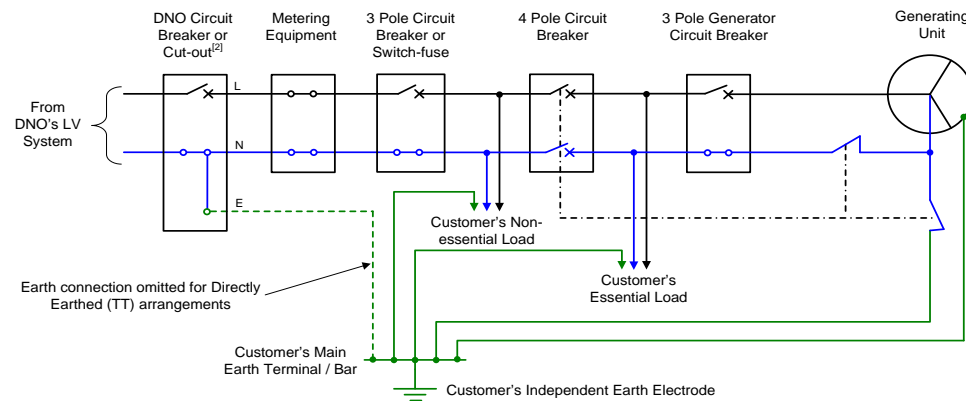 DNO Circuit
Breaker or
Cut-out[2]
Metering
Equipment
3 Pole Circuit
Breaker or
Switch-fuse
4 Pole Circuit
Breaker
3 Pole Generator
Circuit Breaker
Generating
Unit
L
From
DNO's LV
System
N
E
Customer's Non-
essential Load
Customer's
Essential Load
Earth connection omitted for Directly
Earthed (TT) arrangements
Customer's Main
Earth Terminal / Bar
Customer's Independent Earth Electrode